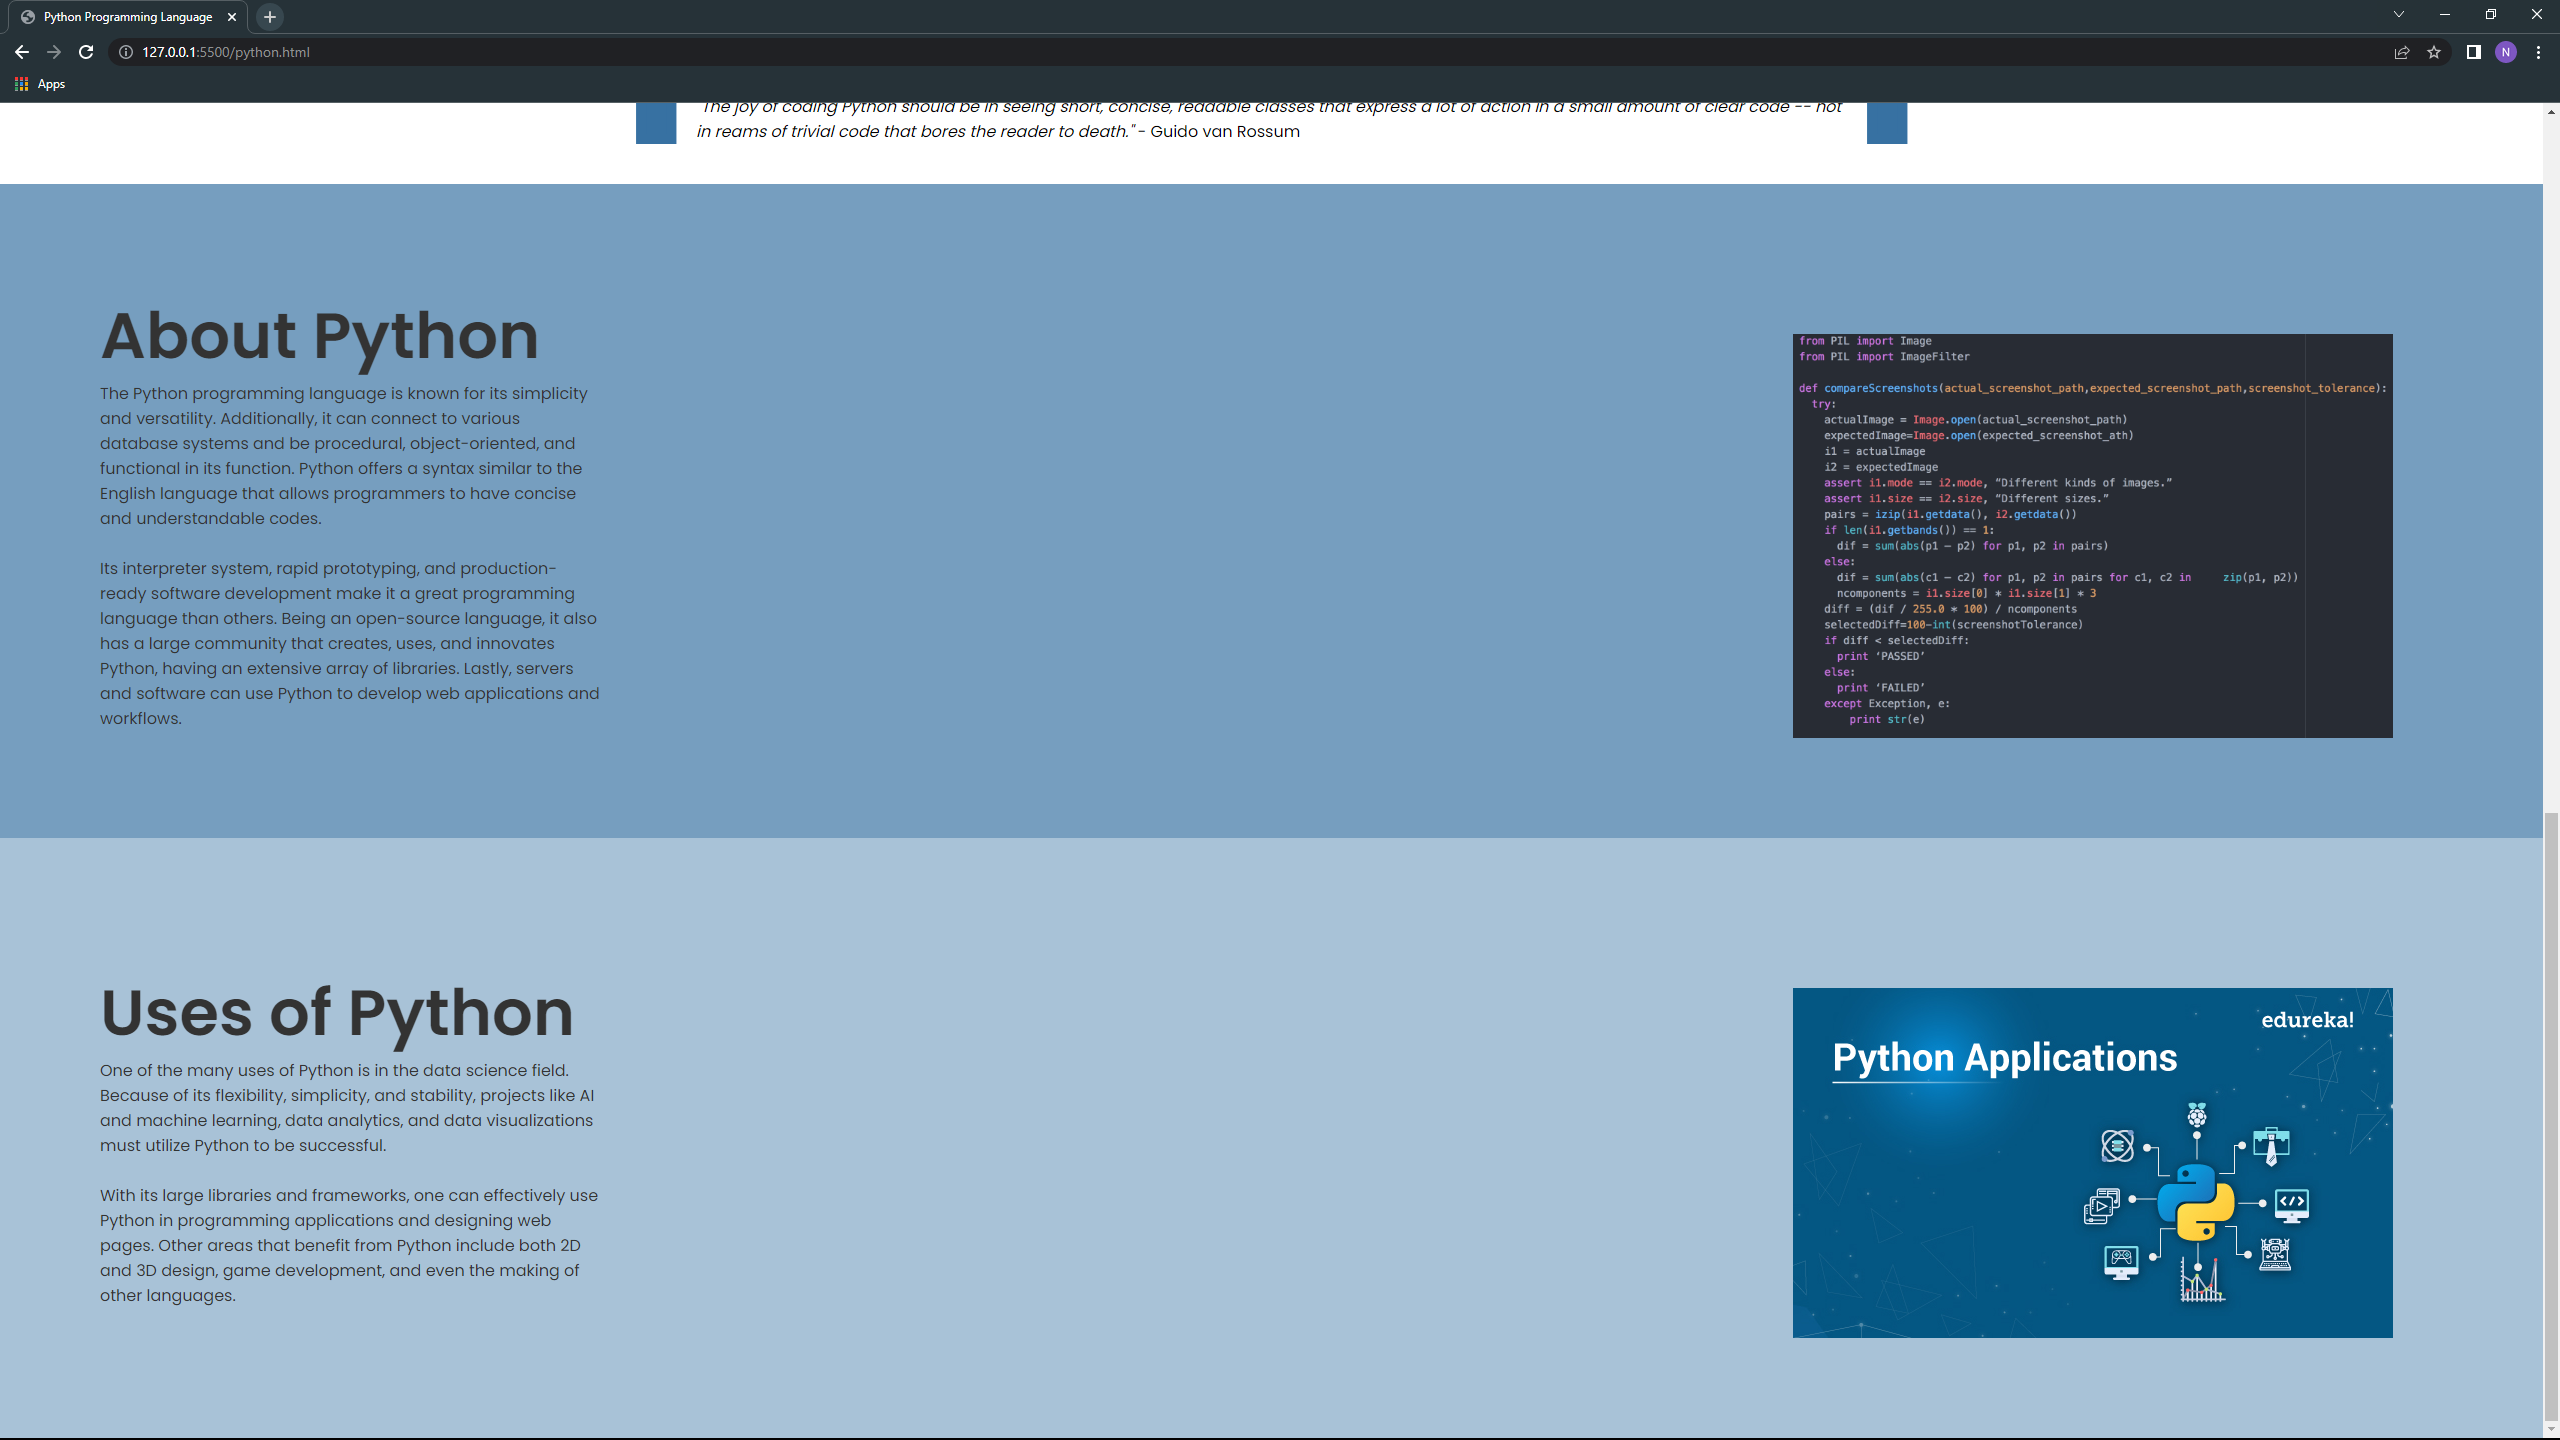 Python Programming Language
127.0.0.1:5500/python.html
N
Apps
"The joy of coding Python should be in seeing short, concise, readable classes that express a lot of action in a small amount of clear code -- not
in reams of trivial code that bores the reader to death." - Guido van Rossum
About Python
The Python programming language is known for its simplicity
and versatility. Additionally, it can connect to various
database systems and be procedural, object-oriented, and
functional in its function. Python offers a syntax similar to the
English language that allows programmers to have concise
and understandable codes.
Its interpreter system, rapid prototyping, and production-
ready software development make it a great programming
language than others. Being an open-source language, it also
has a large community that creates, uses, and innovates
Python, having an extensive array of libraries. Lastly, servers
and software can use Python to develop web applications and
workflows.
from PIL import Image
from PIL import ImageFilter
def compareScreenshots(actual_screenshot_path,expected_screenshot_path,screenshot_tolerance):
try:
actualImage = Image.open(actual_screenshot_path)
expectedImage=Image.open(expected_screenshot_ath)
i1 = actualImage
i2 = expectedImage
assert i1.mode == i2.mode, “Different kinds of images.”
assert i1.size == i2.size, “Different sizes.”
pairs = izip(i1.getdata(), i2.getdata())
if len(i1.getbands()) == 1:
dif = sum(abs(p1 – p2) for p1, p2 in pairs)
else:
dif = sum(abs(c1 – c2) for p1, p2 in pairs for c1, c2 in zip(p1, p2))
ncomponents = i1.size[0] * i1.size[1] * 3
diff = (dif / 255.0 * 100) / ncomponents
selectedDiff=100-int(screenshotTolerance)
if diff < selectedDiff:
print ‘PASSED’
else:
print ‘FAILED’
except Exception, e:
print str(e)
Uses of Python
One of the many uses of Python is in the data science field.
Because of its flexibility, simplicity, and stability, projects like AI
and machine learning, data analytics, and data visualizations
must utilize Python to be successful.
With its large libraries and frameworks, one can effectively use
Python in programming applications and designing web
pages. Other areas that benefit from Python include both 2D
and 3D design, game development, and even the making of
other languages.
edureka!
Python Applications